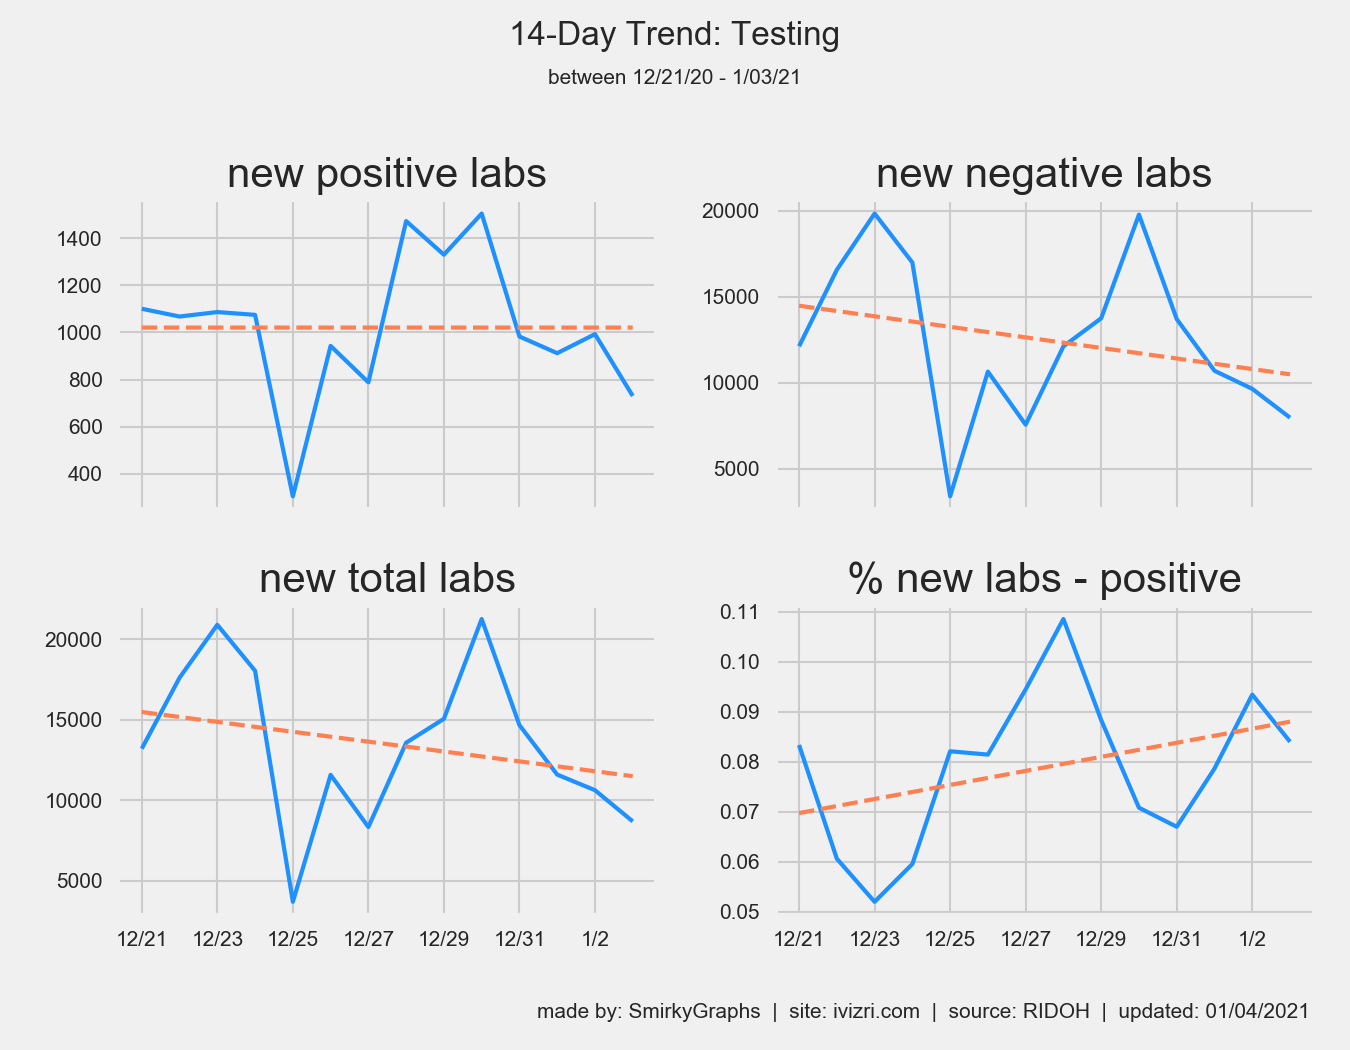 14-Day Trend: Testing
between 12/21/20 - 1/03/21
new positive labs
1400
1200
1000
800
600
400
new negative labs
20000
15000
10000
5000
new total labs
20000
15000
10000
5000
12/21 12/23 12/25 12/27 12/29 12/31 1/2
% new labs - positive
0.11
0.10
0.09
0.08
0.07
0.06
0.05
12/21 12/23 12/25 12/27 12/29 12/31 1/2
made by: SmirkyGraphs | site: ivizri.com | source: RIDOH | updated: 01/04/2021